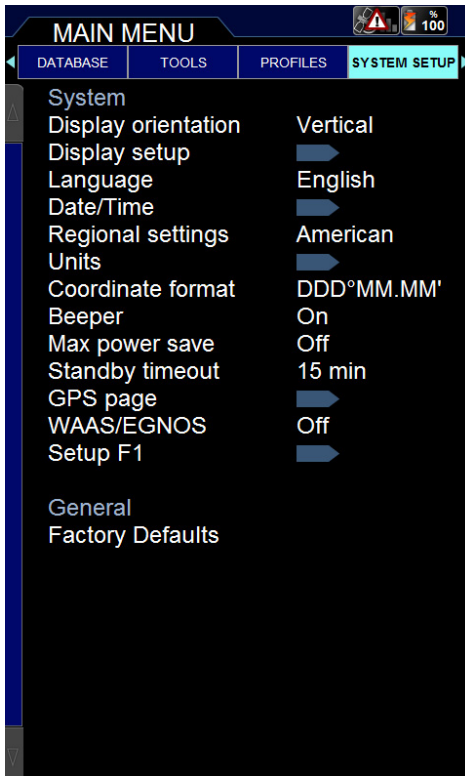 MAIN MENU
%
100
DATABASE TOOLS PROFILES SYSTEM SETUP
System
Display orientation Vertical
Display setup
Language English
Date/Time
Regional settings American
Units
Coordinate format DDD°MM.MM'
Beeper On
Max power save Off
Standby timeout 15 min
GPS page
WAAS/EGNOS Off
Setup F1
General
Factory Defaults